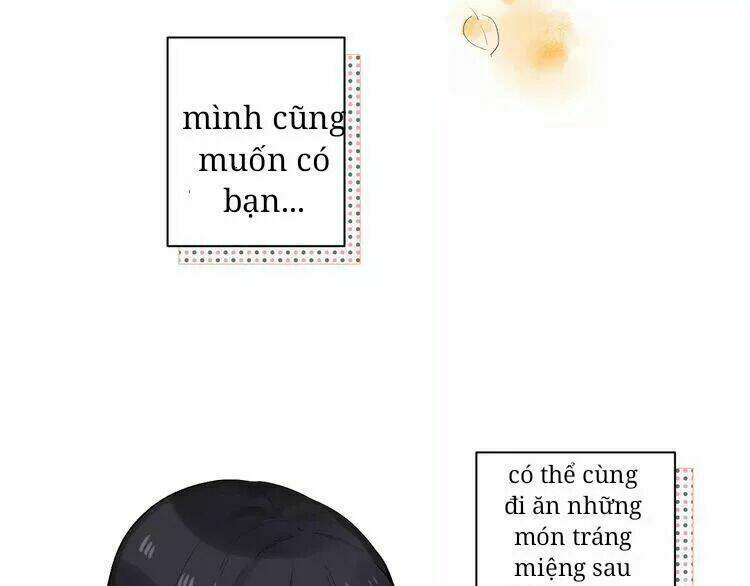 mình cũng
muốn có
bạn...
có thể cùng
đi ăn những
món tráng
miệng sau